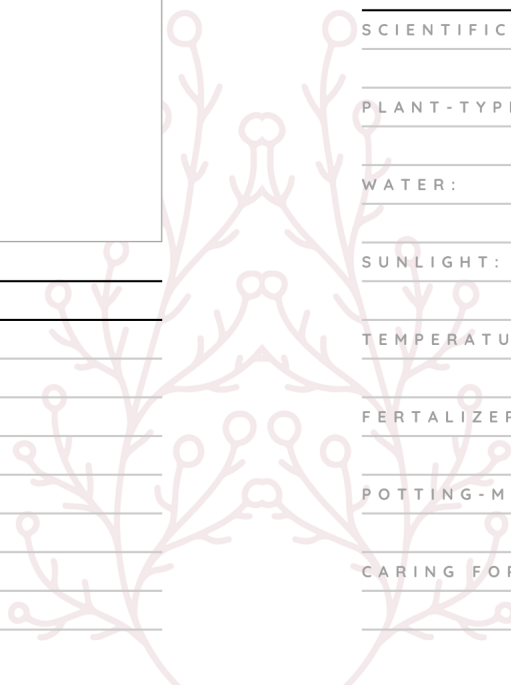 SCIENTIFIC
PLANT-TYP
WATER:
SUNLIGHT:
TEMPERATU
FERTALIZER
POTTING-M
CARING FOR